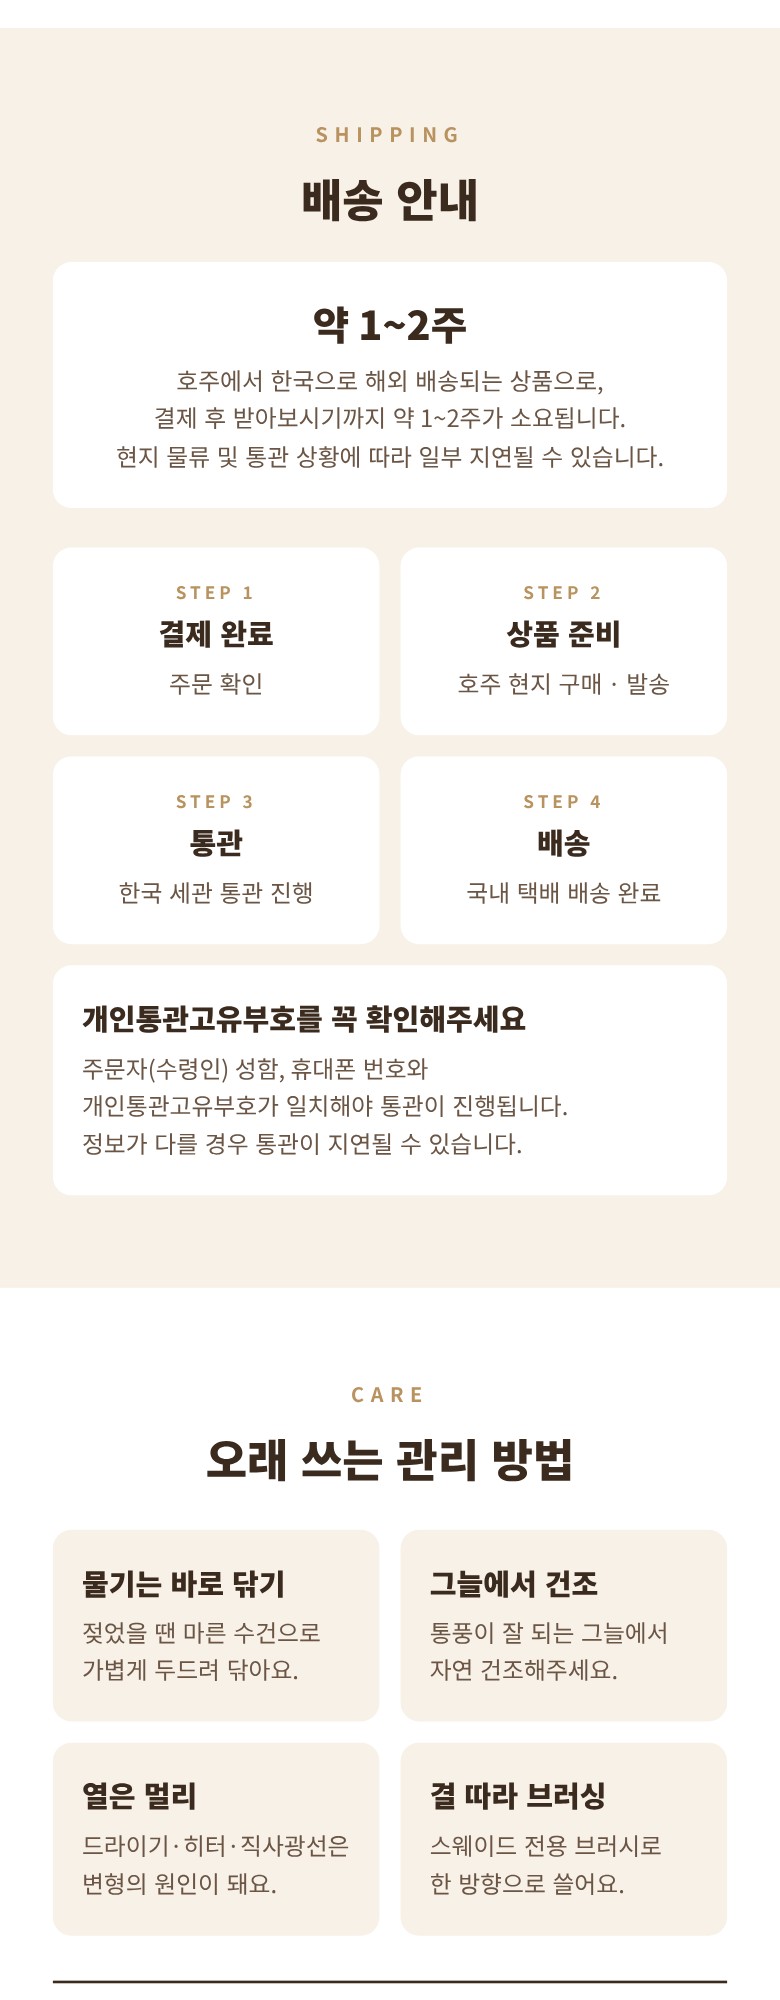 SHIPPING
배송 안내
약 1~2주
호주에서 한국으로 해외 배송되는 상품으로,
결제 후 받아보시기까지 약 1~2주가 소요됩니다.
현지 물류 및 통관 상황에 따라 일부 지연될 수 있습니다.
STEP 1
결제 완료
주문 확인
STEP 2
상품 준비
호주 현지 구매 · 발송
STEP 3
통관
한국 세관 통관 진행
STEP 4
배송
국내 택배 배송 완료
개인통관고유부호를 꼭 확인해주세요
주문자(수령인) 성함, 휴대폰 번호와
개인통관고유부호가 일치해야 통관이 진행됩니다.
정보가 다를 경우 통관이 지연될 수 있습니다.
CARE
오래 쓰는 관리 방법
물기는 바로 닦기
젖었을 땐 마른 수건으로
가볍게 두드려 닦아요.
그늘에서 건조
통풍이 잘 되는 그늘에서
자연 건조해주세요.
열은 멀리
드라이기·히터·직사광선은
변형의 원인이 돼요.
결 따라 브러싱
스웨이드 전용 브러시로
한 방향으로 쓸어요.